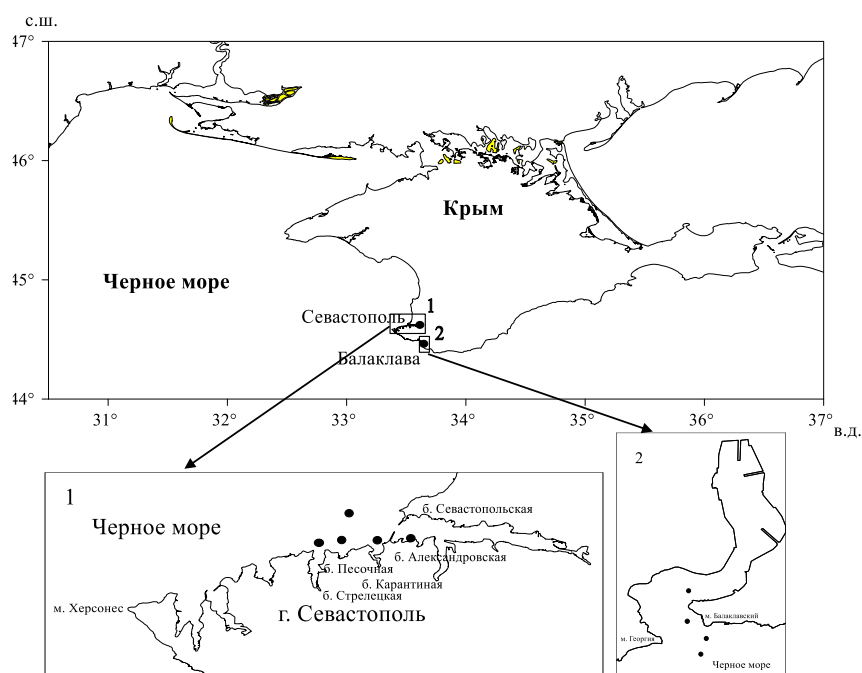 с.ш.
47°
46°
Крым
45°
Черное море
1
Севастополь
2
Балаклава
44°
31°
32°
33°
34°
35°
36°
37°
в.д.
1
Черное море
б. Севастопольская
б. Александровская
б. Песочная
б. Карантиная
б. Стрелецкая
м. Херсонес
г. Севастополь
2
м. Балаклавский
м. Георгия
Черное море